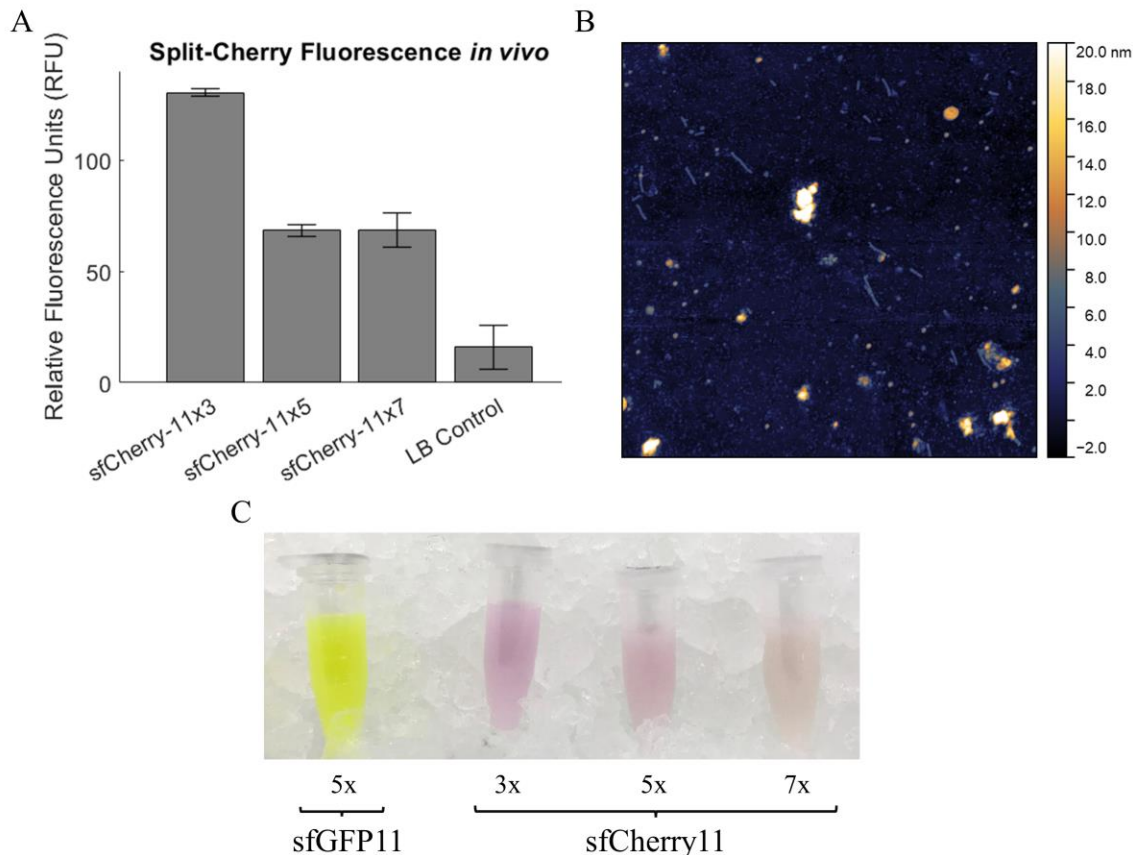 A
Split-Cherry Fluorescence in vivo
Relative Fluorescence Units (RFU)
100
50
0
sfCherry-11x3
sfCherry-11x5
sfCherry-11x7
LB Control
B
20.0 nm
18.0
16.0
14.0
12.0
10.0
8.0
6.0
4.0
2.0
−2.0
C
5x
3x
5x
7x
sfGFP11
sfCherry11